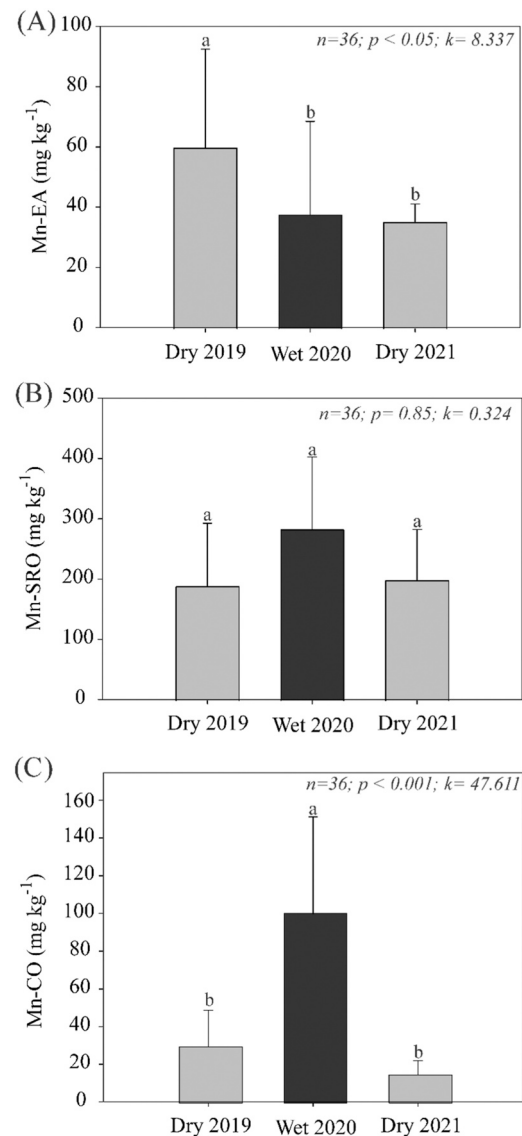 (A)
n=36; p < 0.05; k= 8.337
Mn-EA (mg kg⁻¹)
100
80
60
40
20
0
a
b
b
Dry 2019 Wet 2020 Dry 2021
(B)
n=36; p= 0.85; k= 0.324
Mn-SRO (mg kg⁻¹)
500
400
300
200
100
0
a
a
a
Dry 2019 Wet 2020 Dry 2021
(C)
n=36; p < 0.001; k= 47.611
Mn-CO (mg kg⁻¹)
160
140
120
100
80
60
40
20
0
b
a
b
Dry 2019 Wet 2020 Dry 2021